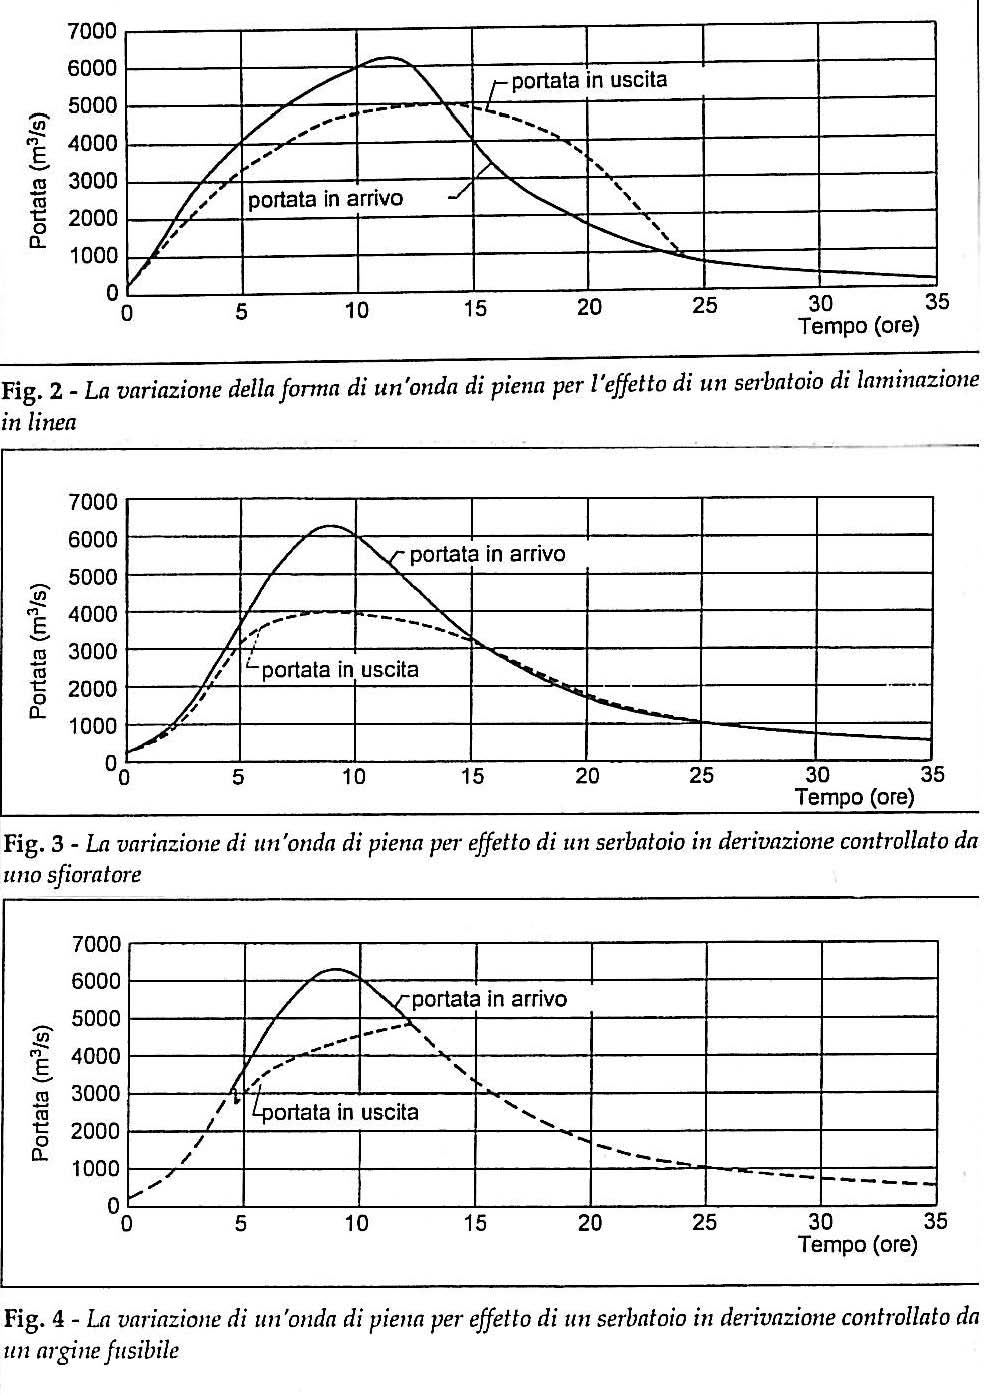 7000
6000
5000
4000
3000
2000
1000
0
Portata (m³/s)
portata in uscita
portata in arrivo
0 5 10 15 20 25 30 35
Tempo (ore)
Fig. 2 - La variazione della forma di un'onda di piena per l'effetto di un serbatoio di laminazione
in linea
7000
6000
5000
4000
3000
2000
1000
0
Portata (m³/s)
portata in arrivo
portata in uscita
0 5 10 15 20 25 30 35
Tempo (ore)
Fig. 3 - La variazione di un'onda di piena per effetto di un serbatoio in derivazione controllato da
uno sfioratore
7000
6000
5000
4000
3000
2000
1000
0
Portata (m³/s)
portata in arrivo
portata in uscita
0 5 10 15 20 25 30 35
Tempo (ore)
Fig. 4 - La variazione di un'onda di piena per effetto di un serbatoio in derivazione controllato da
un argine fusibile